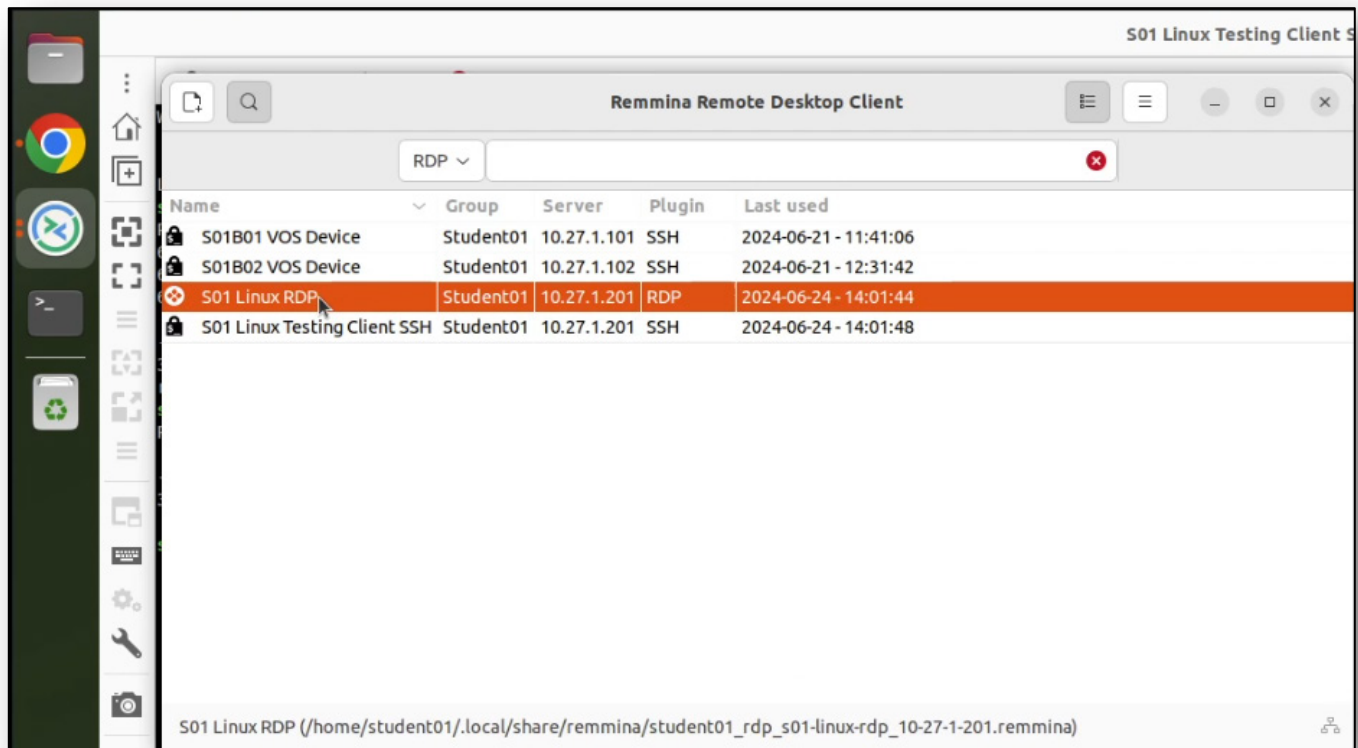 S01 Linux Testing Client S
Remmina Remote Desktop Client
RDP
Name Group Server Plugin Last used
S01B01 VOS Device Student01 10.27.1.101 SSH 2024-06-21 - 11:41:06
S01B02 VOS Device Student01 10.27.1.102 SSH 2024-06-21 - 12:31:42
S01 Linux RDP Student01 10.27.1.201 RDP 2024-06-24 - 14:01:44
S01 Linux Testing Client SSH Student01 10.27.1.201 SSH 2024-06-24 - 14:01:48
S01 Linux RDP (/home/student01/.local/share/remmina/student01_rdp_s01-linux-rdp_10-27-1-201.remmina)